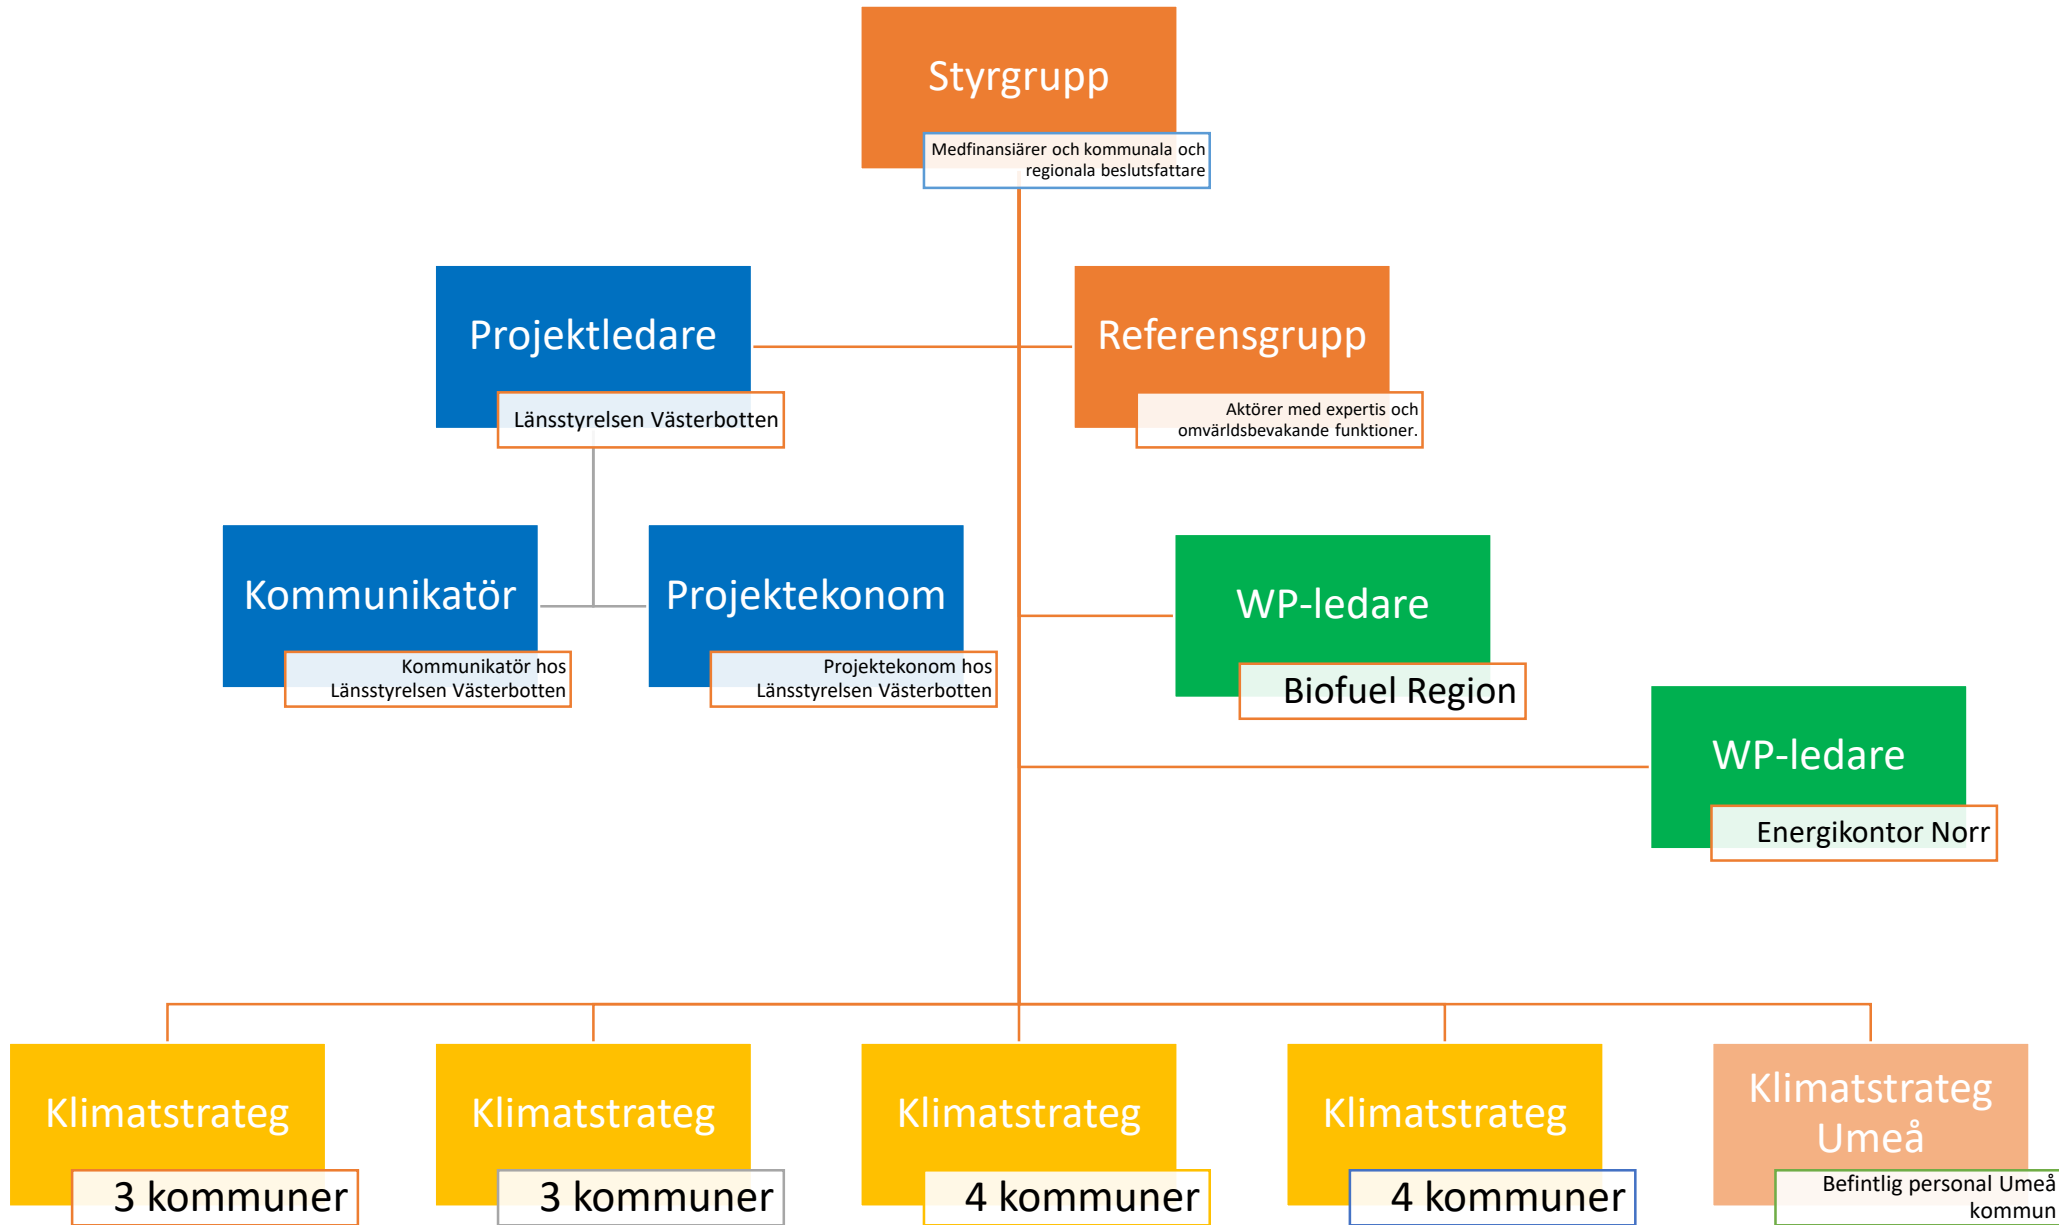 Styrgrupp
Medfinansiärer och kommunala och
regionala beslutsfattare
Projektledare
Länsstyrelsen Västerbotten
Referensgrupp
Aktörer med expertis och
omvärldsbevakande funktioner.
Kommunikatör
Kommunikatör hos
Länsstyrelsen Västerbotten
Projektekonom
Projektekonom hos
Länsstyrelsen Västerbotten
WP-ledare
Biofuel Region
WP-ledare
Energikontor Norr
Klimatstrateg
3 kommuner
Klimatstrateg
3 kommuner
Klimatstrateg
4 kommuner
Klimatstrateg
4 kommuner
Klimatstrateg
Umeå
Befintlig personal Umeå
kommun